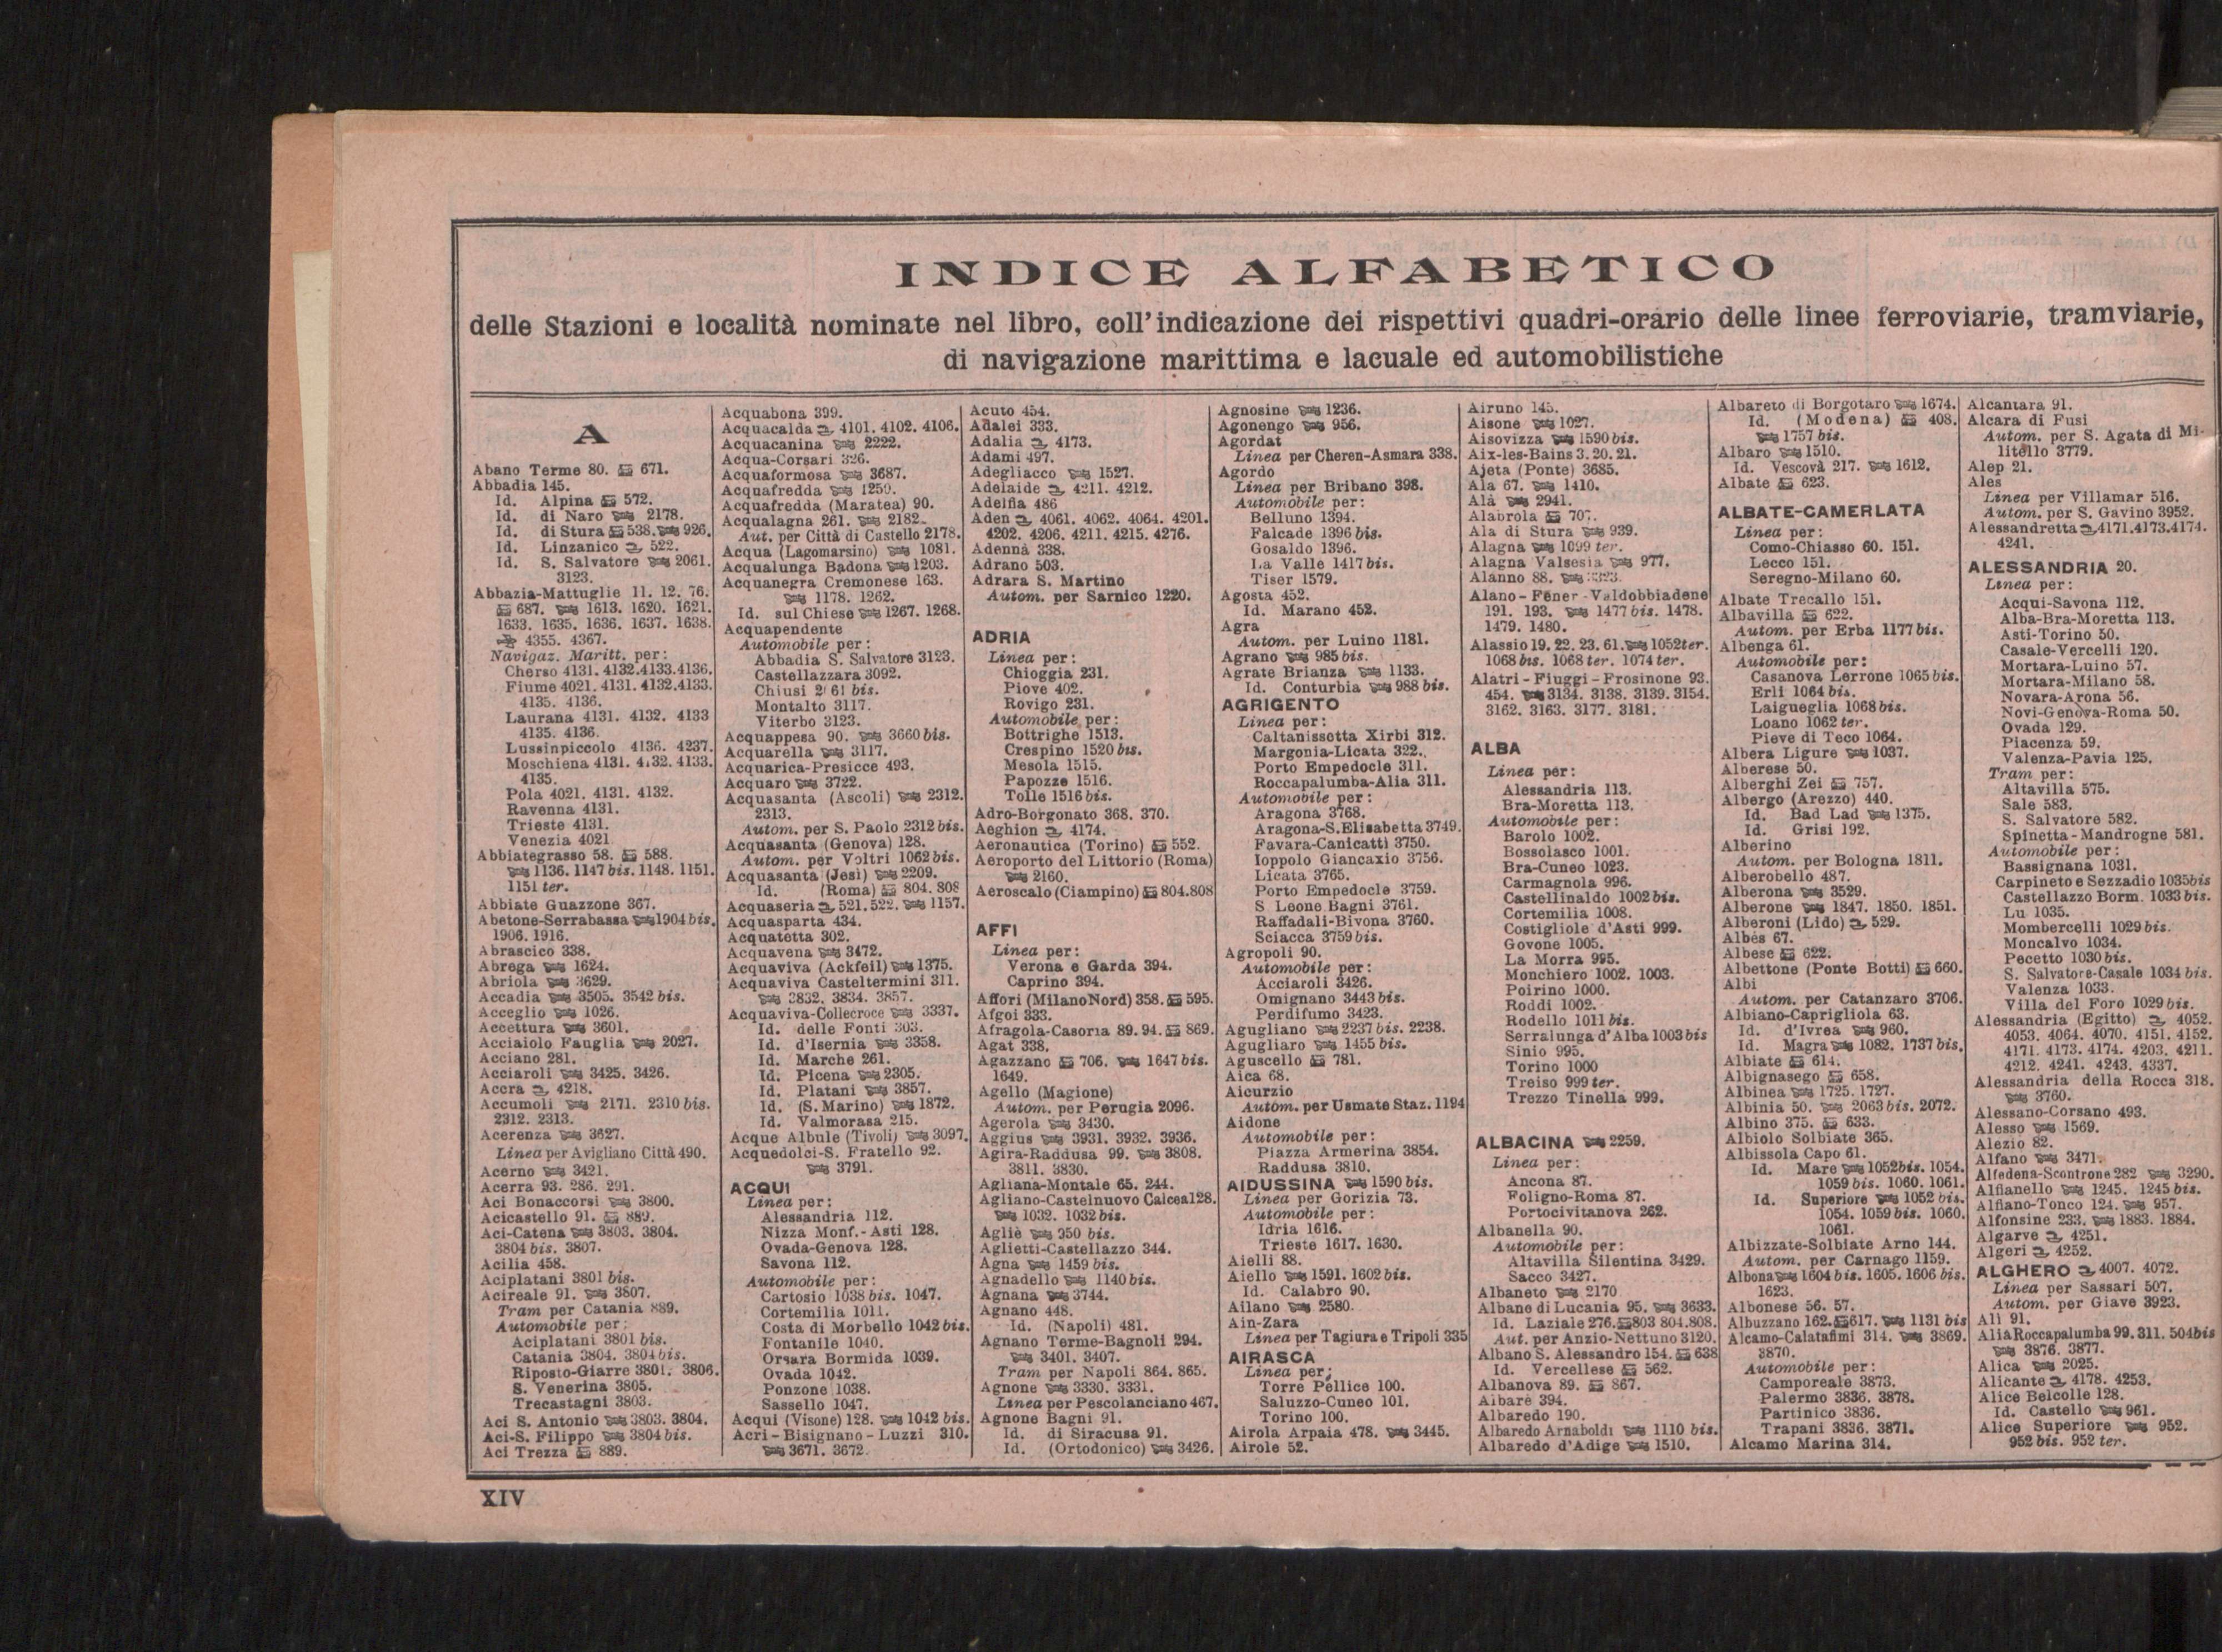 INDICE ALFABETICO
delle Stazioni e località nominate nel libro, coll'indicazione dei rispettivi quadri-orario delle linee ferroviarie, tramviarie,
di navigazione marittima e lacuale ed automobilistiche
A
Abano Terme 80. 671.
Abbadia 145.
Id. Alpina 572.
Id. di Naro 2178.
Id. di Stura 538. 926.
Id. Linzanico 522.
Id. S. Salvatore 2061.
3123.
Abbazia-Mattuglie 11. 12. 76.
687. 1613. 1620. 1621.
1633. 1635. 1636. 1637. 1638.
4355. 4367.
Navigaz. Maritt. per:
Cherso 4131. 4132.4133.4136.
Fiume 4021. 4131. 4132.4133.
4135. 4136.
Laurana 4131. 4132. 4133
4135. 4136.
Lussinpiccolo 4136. 4237.
Moschiena 4131. 4132. 4133.
4135.
Pola 4021. 4131. 4132.
Ravenna 4131.
Trieste 4131.
Venezia 4021
Abbiategrasso 58. 588.
1136. 1147 bis. 1148. 1151.
1151 ter.
Abbiate Guazzone 367.
Abetone-Serrabassa 1904 bis.
1906. 1916.
Abrascico 338.
Abrega 1624.
Abriola 3629.
Accadia 3505. 3542 bis.
Acceglio 1026.
Accettura 3601.
Acciaiolo Fauglia 2027.
Acciano 281.
Acciaroli 3425. 3426.
Accra 4218.
Accumoli 2171. 2310 bis.
2312. 2313.
Acerenza 3627.
Linea per Avigliano Città 490.
Acerno 3421.
Acerra 93. 286. 291.
Aci Bonaccorsi 3800.
Acicastello 91. 889.
Aci-Catena 3803. 3804.
3804 bis. 3807.
Acilia 458.
Aciplatani 3801 bis.
Acireale 91. 3807.
Tram per Catania 889.
Automobile per:
Aciplatani 3801 bis.
Catania 3804. 3804 bis.
Riposto-Giarre 3801. 3806.
S. Venerina 3805.
Trecastagni 3803.
Aci S. Antonio 3803. 3804.
Aci-S. Filippo 3804 bis.
Aci Trezza 889.
Acquabona 399.
Acquacalda 4101. 4102. 4106.
Acquacanina 2222.
Acqua-Corsari 326.
Acquaformosa 3687.
Acquafredda 1259.
Acquafredda (Maratea) 90.
Acqualagna 261. 2182.
Aut. per Città di Castello 2178.
Acqua (Lagomarsino) 1081.
Acqualunga Badona 1203.
Acquanegra Cremonese 163.
1178. 1262.
Id. sul Chiese 1267. 1268.
Acquapendente
Automobile per:
Abbadia S. Salvatore 3123.
Castellazzara 3092.
Chiusi 2 61 bis.
Montalto 3117.
Viterbo 3123.
Acquappesa 90. 3660 bis.
Acquarella 3117.
Acquarica-Presicce 493.
Acquaro 3722.
Acquasanta (Ascoli) 2312.
2313.
Autom. per S. Paolo 2312 bis.
Acquasanta (Genova) 128.
Autom. per Voltri 1062 bis.
Acquasanta (Jesi) 2209.
Id. (Roma) 804. 808
Acquaseria 521. 522. 1157.
Acquasparta 434.
Acquatetta 302.
Acquavena 3472.
Acquaviva (Ackfeil) 1375.
Acquaviva Casteltermini 311.
3832. 3834. 3857.
Acquaviva-Collecroce 3337.
Id. delle Fonti 303.
Id. d'Isernia 3358.
Id. Marche 261.
Id. Picena 2305.
Id. Platani 3857.
Id. (S. Marino) 1872.
Id. Valmorasa 215.
Acque Albule (Tivoli) 3097.
Acquedolci-S. Fratello 92.
3791.
ACQUI
Linea per:
Alessandria 112.
Nizza Monf.- Asti 128.
Ovada-Genova 128.
Savona 112.
Automobile per:
Cartosio 1038 bis. 1047.
Cortemilia 1011.
Costa di Morbello 1042 bis.
Fontanile 1040.
Orsara Bormida 1039.
Ovada 1042.
Ponzone 1038.
Sassello 1047.
Acqui (Visone) 128. 1042 bis.
Acri - Bisignano - Luzzi 310.
3671. 3672.
Acuto 454.
Adalei 333.
Adalia 4173.
Adami 497.
Adegliacco 1527.
Adelaide 4211. 4212.
Adelfia 486
Aden 4061. 4062. 4064. 4201.
4202. 4206. 4211. 4215. 4276.
Adenna 338.
Adrano 503.
Adrara S. Martino
Autom. per Sarnico 1220.
ADRIA
Linea per:
Chioggia 231.
Piove 402.
Rovigo 231.
Automobile per:
Bottrighe 1513.
Crespino 1520 bis.
Mesola 1515.
Papozze 1516.
Tolle 1516 bis.
Adro-Borgonato 368. 370.
Aeghion 4174.
Aeronautica (Torino) 552.
Aeroporto del Littorio (Roma)
2160.
Aeroscalo (Ciampino) 804.808
AFFI
Linea per:
Verona e Garda 394.
Caprino 394.
Affori (Milano Nord) 358. 595.
Afgoi 333.
Afragola-Casoria 89. 94. 869.
Agat 338.
Agazzano 706. 1647 bis.
1649.
Agello (Magione)
Autom. per Perugia 2096.
Agerola 3430.
Aggius 3931. 3932. 3936.
Agira-Raddusa 99. 3808.
3811. 3830.
Agliana-Montale 65. 244.
Agliano-Castelnuovo Calcea128.
1032. 1032 bis.
Agliè 950 bis.
Aglietti-Castellazzo 344.
Agna 1459 bis.
Agnadello 1140 bis.
Agnana 3744.
Agnano 448.
Id. (Napoli) 481.
Agnano Terme-Bagnoli 294.
3401. 3407.
Tram per Napoli 864. 865.
Agnone 3330. 3331.
Linea per Pescolanciano 467.
Agnone Bagni 91.
Id. di Siracusa 91.
Id. (Ortodonico) 3426.
Agnosine 1236.
Agonengo 956.
Agordat
Linea per Cheren-Asmara 338.
Agordo
Linea per Bribano 398.
Automobile per:
Belluno 1394.
Falcade 1396 bis.
Gosaldo 1396.
La Valle 1417 bis.
Tiser 1579.
Agosta 452.
Id. Marano 452.
Agra
Autom. per Luino 1181.
Agrano 985 bis.
Agrate Brianza 1133.
Id. Conturbia 988 bis.
AGRIGENTO
Linea per:
Caltanissetta Xirbi 312.
Margonia-Licata 322.
Porto Empedocle 311.
Roccapalumba-Alia 311.
Automobile per:
Aragona 3768.
Aragona-S.Elisabetta 3749.
Favara-Canicatti 3750.
Ioppolo Giancaxio 3756.
Licata 3765.
Porto Empedocle 3759.
S Leone Bagni 3761.
Raffadali-Bivona 3760.
Sciacca 3759 bis.
Agropoli 90.
Automobile per:
Acciaroli 3426.
Omignano 3443 bis.
Perdifumo 3423.
Agugliano 2237 bis. 2238.
Agugliaro 1455 bis.
Aguscello 781.
Aica 68.
Aicurzio
Autom. per Usmate Staz. 1194
Aidone
Automobile per:
Piazza Armerina 3854.
Raddusa 3810.
AIDUSSINA 1590 bis.
Linea per Gorizia 73.
Automobile per:
Idria 1616.
Trieste 1617. 1630.
Aielli 88.
Aiello 1591. 1602 bis.
Id. Calabro 90.
Ailano 2580.
Ain-Zara
Linea per Tagiura e Tripoli 335
AIRASCA
Linea per:
Torre Pellice 100.
Saluzzo-Cuneo 101.
Torino 100.
Airola Arpaia 478. 3445.
Airole 52.
Airuno 145.
Aisone 1027.
Aisovizza 1590 bis.
Aix-les-Bains 3. 20. 21.
Ajeta (Ponte) 3685.
Ala 67. 1410.
Alà 2941.
Alabrola 707.
Ala di Stura 939.
Alagna 1099 ter.
Alagna Valsesia 977.
Alanno 88.
Alano - Fener - Valdobbiadene
191. 193. 1477 bis. 1478.
1479. 1480.
Alassio 19. 22. 23. 61. 1052ter.
1068 bis. 1068 ter. 1074 ter.
Alatri - Fiuggi - Frosinone 93.
454. 3134. 3138. 3139. 3154.
3162. 3163. 3177. 3181.
ALBA
Linea per:
Alessandria 113.
Bra-Moretta 113.
Automobile per:
Barolo 1002.
Bossolasco 1001.
Bra-Cuneo 1023.
Carmagnola 996.
Castellinaldo 1002 bis.
Cortemilia 1008.
Costigliole d'Asti 999.
Govone 1005.
La Morra 995.
Monchiero 1002. 1003.
Poirino 1000.
Roddi 1002.
Rodello 1011 bis.
Serralunga d'Alba 1003 bis
Sinio 995.
Torino 1000
Treiso 999 ter.
Trezzo Tinella 999.
ALBACINA 2259.
Linea per:
Ancona 87.
Foligno-Roma 87.
Portocivitanova 262.
Albanella 90.
Automobile per:
Altavilla Silentina 3429.
Sacco 3427.
Albaneto 2170
Albano di Lucania 95. 3633.
Id. Laziale 276. 803 804.808.
Aut. per Anzio-Nettuno 3120.
Albano S. Alessandro 154. 638
Id. Vercellese 562.
Albanova 89. 867.
Albarè 394.
Albaredo 190.
Albaredo Arnaboldi 1110 bis.
Albaredo d'Adige 1510.
Albareto di Borgotaro 1674.
Id. (Modena) 408.
1757 bis.
Albaro 1510.
Id. Vescovà 217. 1612.
Albate 623.
ALBATE-CAMERLATA
Linea per:
Como-Chiasso 60. 151.
Lecco 151.
Seregno-Milano 60.
Albate Trecallo 151.
Albavilla 622.
Autom. per Erba 1177 bis.
Albenga 61.
Automobile per:
Casanova Lerrone 1065 bis.
Erli 1064 bis.
Laigueglia 1068 bis.
Loano 1062 ter.
Pieve di Teco 1064.
Albera Ligure 1037.
Alberese 50.
Alberghi Zei 757.
Albergo (Arezzo) 440.
Id. Bad Lad 1375.
Id. Grisi 192.
Alberino
Autom. per Bologna 1811.
Alberobello 487.
Alberona 3529.
Alberone 1847. 1850. 1851.
Alberoni (Lido) 529.
Albes 67.
Albese 622.
Albettone (Ponte Botti) 660.
Albi
Autom. per Catanzaro 3706.
Albiano-Caprigliola 63.
Id. d'Ivrea 960.
Id. Magra 1082. 1737 bis.
Albiate 614.
Albignasego 658.
Albinea 1725. 1727.
Albinia 50. 2063 bis. 2072.
Albino 375. 633.
Albiolo Solbiate 365.
Albissola Capo 61.
Id. Mare 1052bis. 1054.
1059 bis. 1060. 1061.
Id. Superiore 1052 bis.
1054. 1059 bis. 1060.
1061.
Albizzate-Solbiate Arno 144.
Autom. per Carnago 1159.
Albona 1604 bis. 1605. 1606 bis.
1623.
Albonese 56. 57.
Albuzzano 162. 617. 1131 bis
Alcamo-Calatafimi 314. 3869.
3870.
Automobile per:
Camporeale 3873.
Palermo 3836. 3878.
Partinico 3836.
Trapani 3836. 3871.
Alcamo Marina 314.
Alcantara 91.
Alcara di Fusi
Autom. per S. Agata di Mi-
litello 3779.
Alep 21.
Ales
Linea per Villamar 516.
Autom. per S. Gavino 3952.
Alessandretta 4171.4173.4174.
4241.
ALESSANDRIA 20.
Linea per:
Acqui-Savona 112.
Alba-Bra-Moretta 113.
Asti-Torino 50.
Casale-Vercelli 120.
Mortara-Luino 57.
Mortara-Milano 58.
Novara-Arona 56.
Novi-Genova-Roma 50.
Ovada 129.
Piacenza 59.
Valenza-Pavia 125.
Tram per:
Altavilla 575.
Sale 583.
S. Salvatore 582.
Spinetta - Mandrogne 581.
Automobile per:
Bassignana 1031.
Carpineto e Sezzadio 1035bis
Castellazzo Borm. 1033 bis.
Lu 1035.
Mombercelli 1029 bis.
Moncalvo 1034.
Pecetto 1030 bis.
S. Salvatore-Casale 1034 bis.
Valenza 1033.
Villa del Foro 1029 bis.
Alessandria (Egitto) 4052.
4053. 4064. 4070. 4151. 4152.
4171. 4173. 4174. 4203. 4211.
4212. 4241. 4243. 4337.
Alessandria della Rocca 318.
3760.
Alessano-Corsano 493.
Alesso 1569.
Alezio 82.
Alfano 3471.
Alfedena-Scontrone 282 3290.
Alfianello 1245. 1245 bis.
Alfiano-Tonco 124. 957.
Alfonsine 233. 1883. 1884.
Algarve 4251.
Algeri 4252.
ALGHERO 4007. 4072.
Linea per Sassari 507.
Autom. per Giave 3923.
Ali 91.
Alia Roccapalumba 99. 311. 504bis
3876. 3877.
Alica 2025.
Alicante 4178. 4253.
Alice Belcolle 128.
Id. Castello 961.
Alice Superiore 952.
952 bis. 952 ter.
XIV